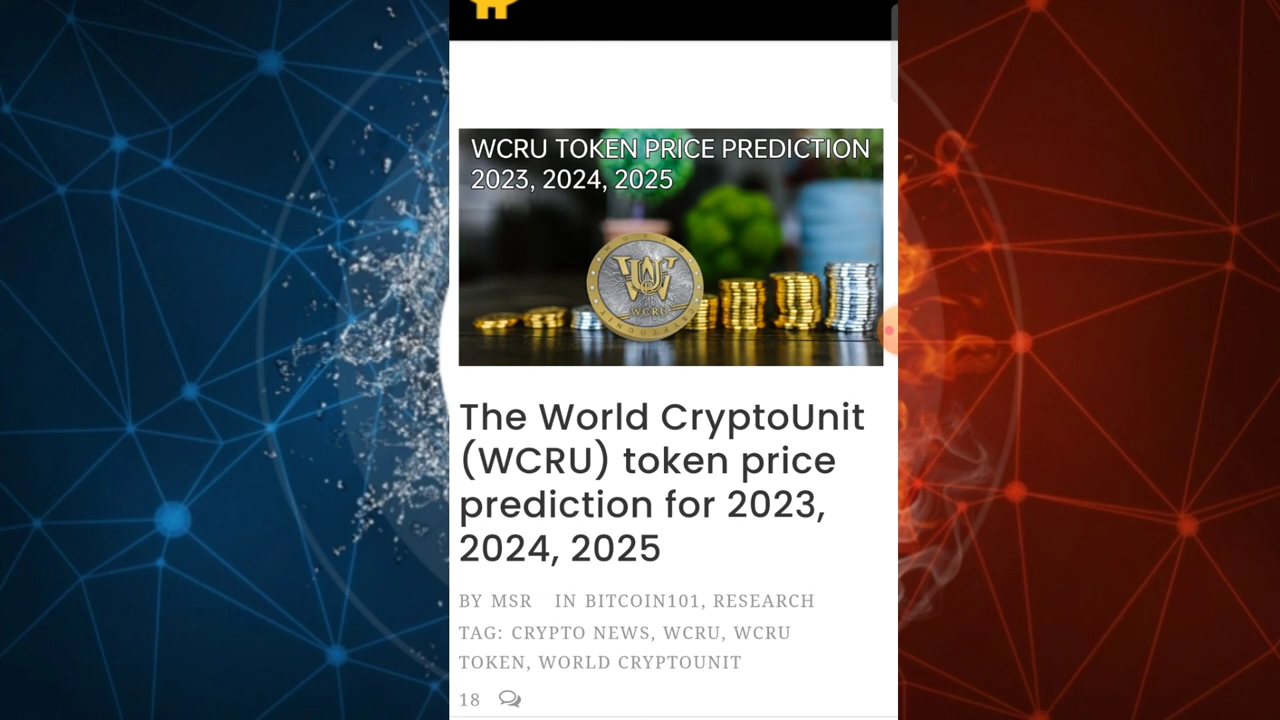 WCRU TOKEN PRICE PREDICTION
2023, 2024, 2025
WCRU
The World CryptoUnit
(WCRU) token price
prediction for 2023,
2024, 2025
BY MSR IN BITCOIN101, RESEARCH
TAG: CRYPTO NEWS, WCRU, WCRU
TOKEN, WORLD CRYPTOUNIT
18